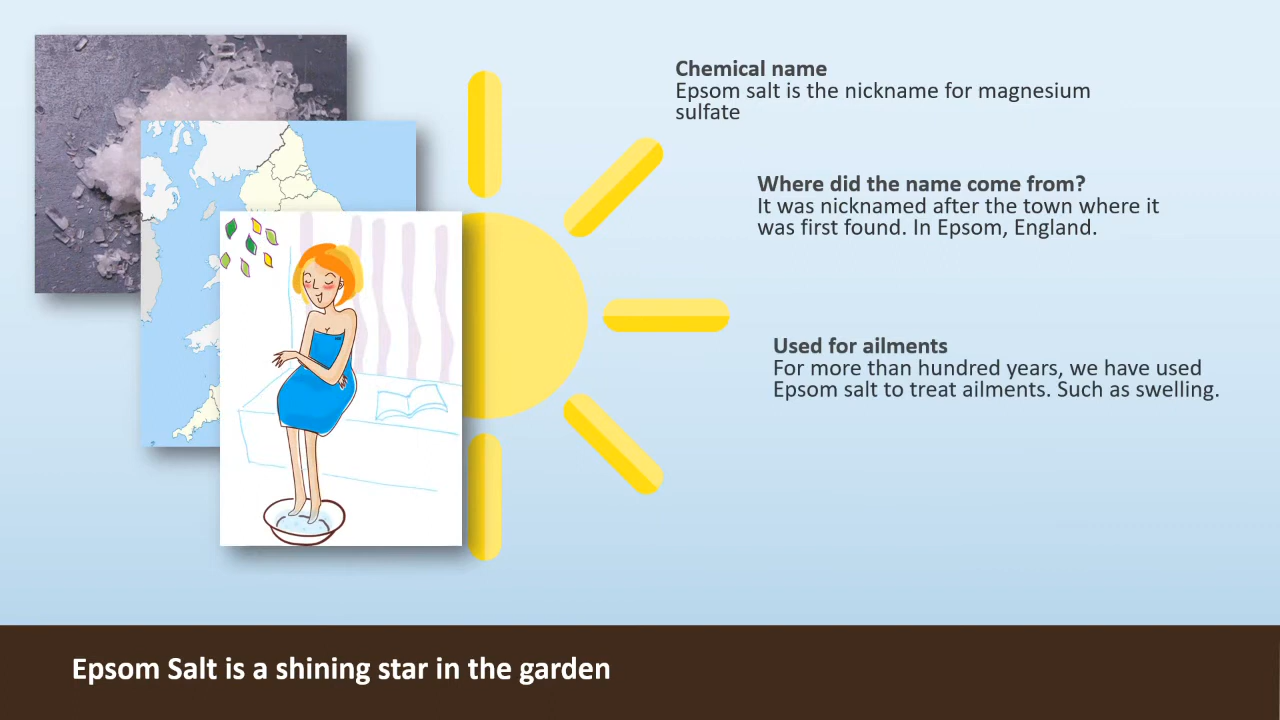 Chemical name
Epsom salt is the nickname for magnesium
sulfate
Where did the name come from?
It was nicknamed after the town where it
was first found. In Epsom, England.
Used for ailments
For more than hundred years, we have used
Epsom salt to treat ailments. Such as swelling.
Epsom Salt is a shining star in the garden